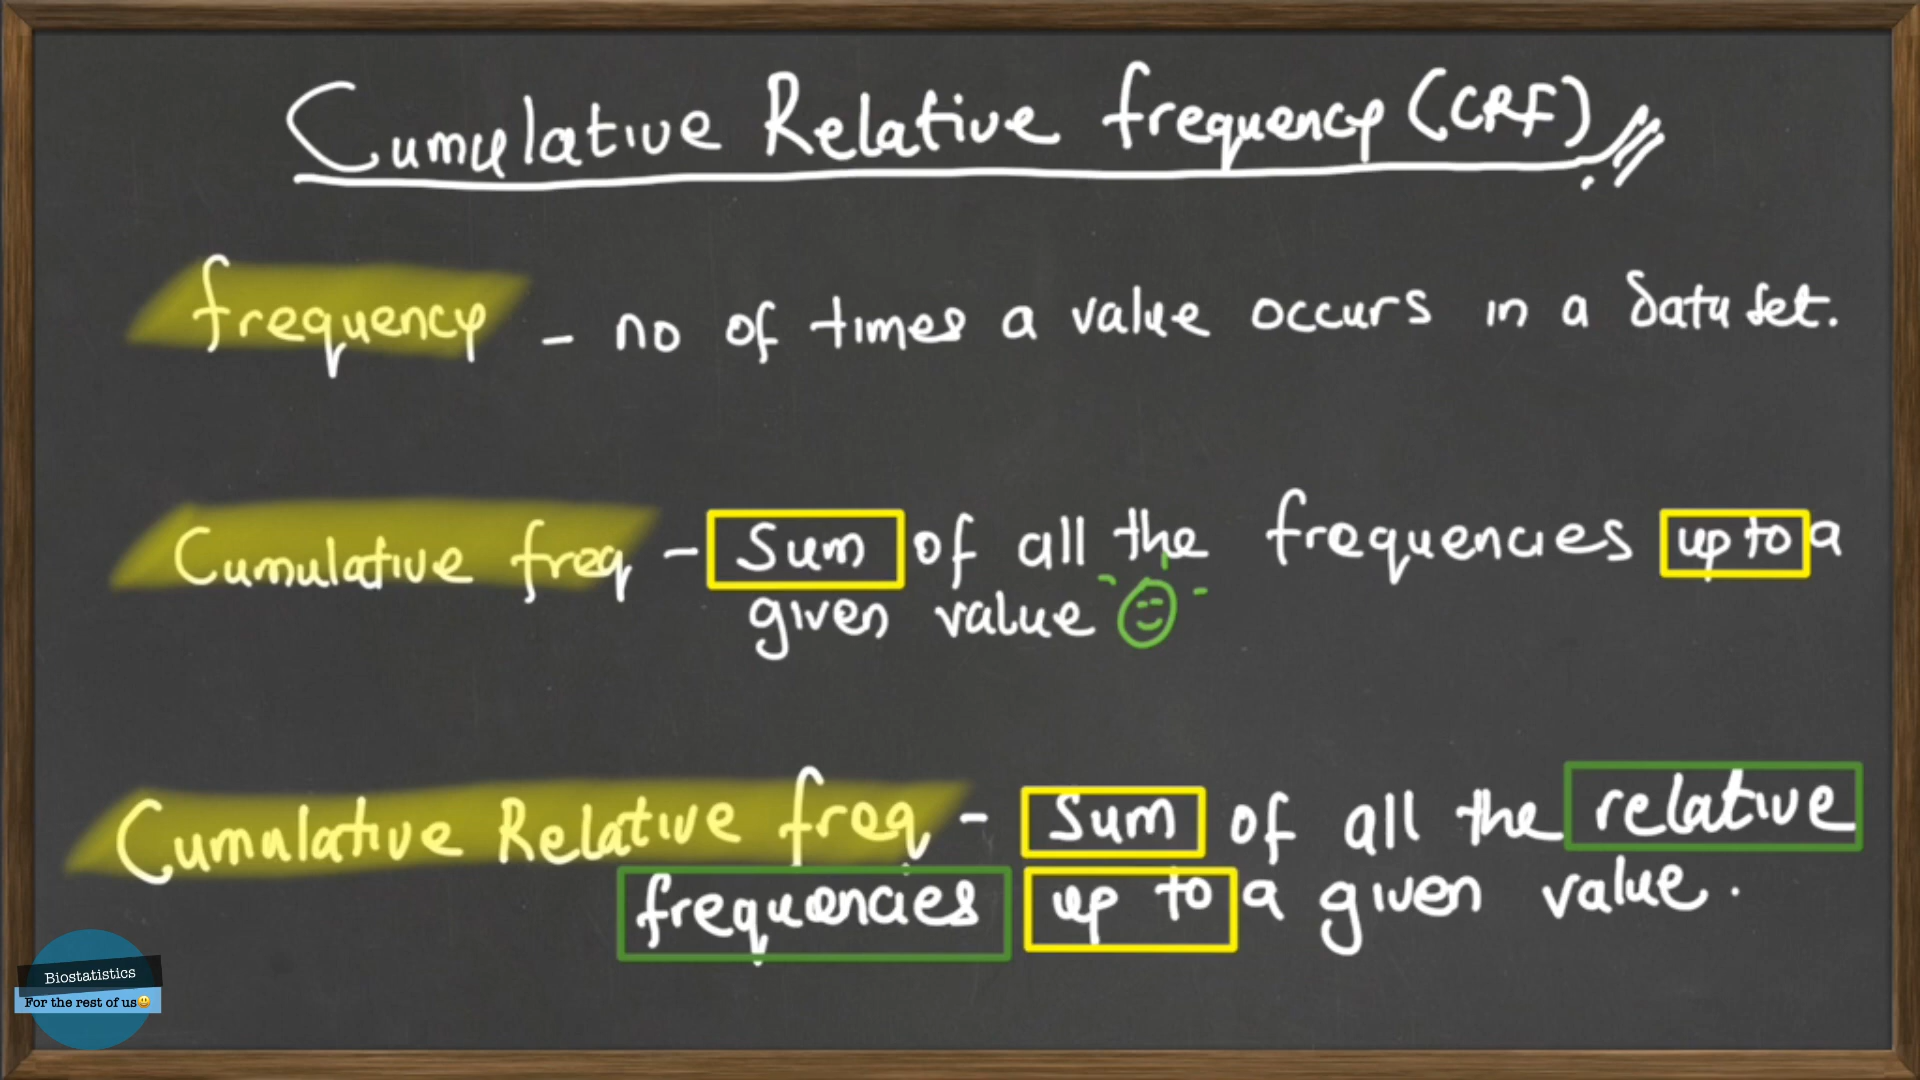 Cumulative Relative frequency (CRF)
frequency - no of times a value occurs in a data set.
Cumulative freq - Sum of all the frequencies up to a
given value
Cumulative Relative freq - Sum of all the relative
frequencies up to a given value.
Biostatistics
For the rest of us😃